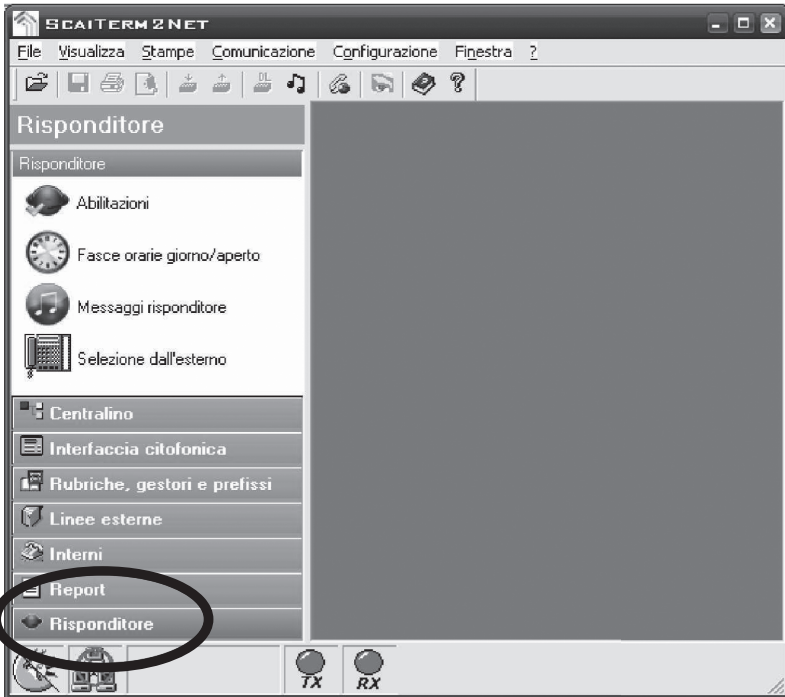 SCAITERM 2 NET
File Visualizza Stampe Comunicazione Configurazione Finestra ?
DL
Risponditore
Risponditore
Abilitazioni
Fasce orarie giorno/aperto
Messaggi risponditore
Selezione dall'esterno
Centralino
Interfaccia citofonica
Rubriche, gestori e prefissi
Linee esterne
Interni
Report
Risponditore
TX RX